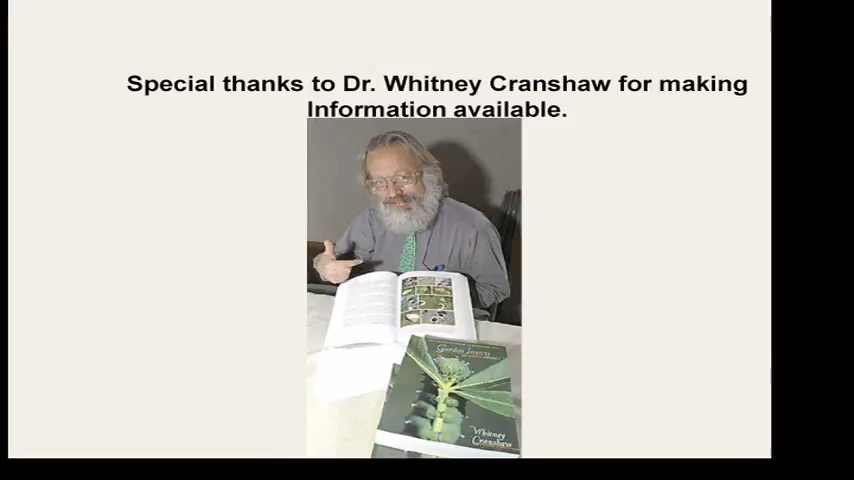 Special thanks to Dr. Whitney Cranshaw for making
Information available.
Garden Insects
Whitney
Cranshaw